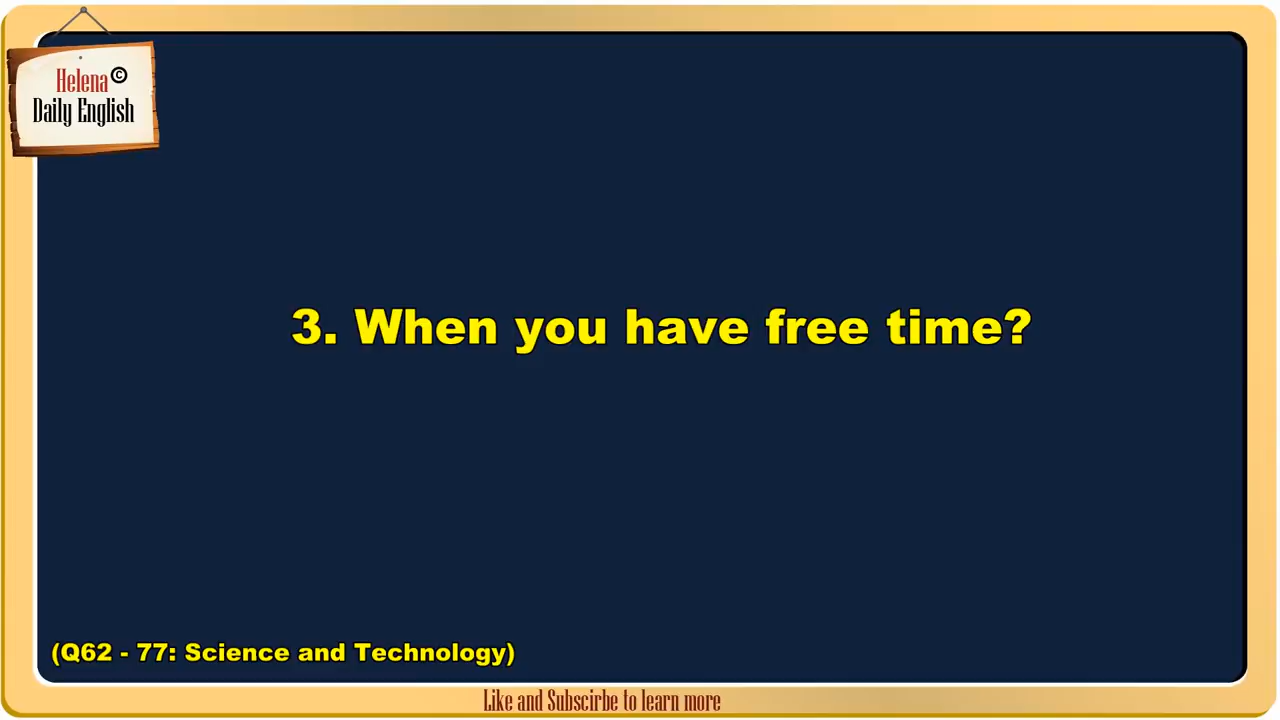 Helena©
Daily English
3. When you have free time?
(Q62 - 77: Science and Technology)
Like and Subscirbe to learn more